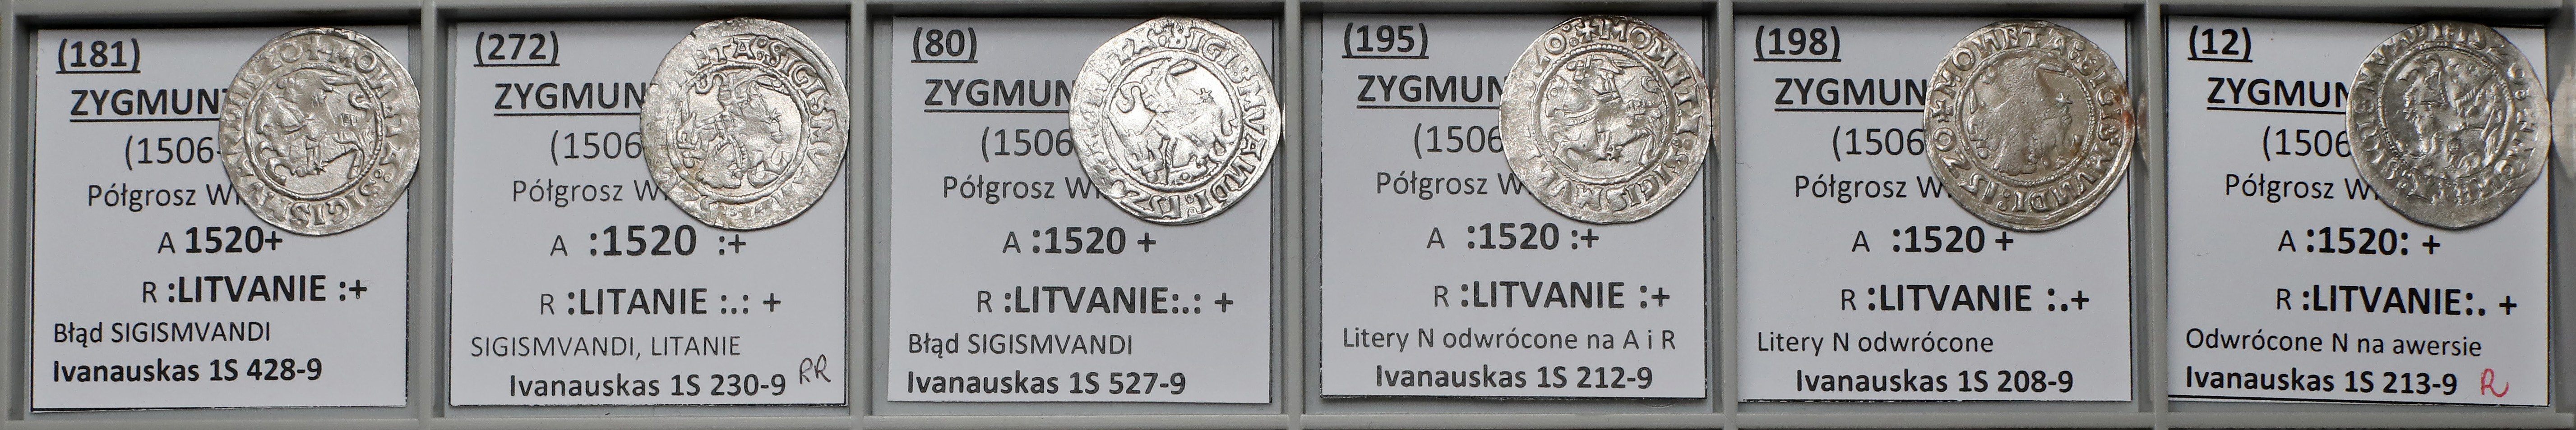 (181)
ZYGMUN
(1506-
Półgrosz
A 1520+
R :LITVANIE :+
Błąd SIGISMVANDI
Ivanauskas 1S 428-9
(272)
ZYGMUN
(1506
Półgrosz W
A :1520 :+
R :LITANIE :.: +
SIGISMVANDI, LITANIE
Ivanauskas 1S 230-9 RR
(80)
ZYGMUN
(1506
Półgrosz W
A :1520 +
R :LITVANIE:.: +
Błąd SIGISMVANDI
Ivanauskas 1S 527-9
(195)
ZYGMUN
(1506
Półgrosz W
A :1520 :+
R :LITVANIE :+
Litery N odwrócone na A i R
Ivanauskas 1S 212-9
(198)
ZYGMUN
(1506
Półgrosz W
A :1520 +
R :LITVANIE :.+
Litery N odwrócone
Ivanauskas 1S 208-9
(12)
ZYGMUN
(1506
Półgrosz W
A :1520: +
R :LITVANIE:. +
Odwrócone N na awersie
Ivanauskas 1S 213-9 R